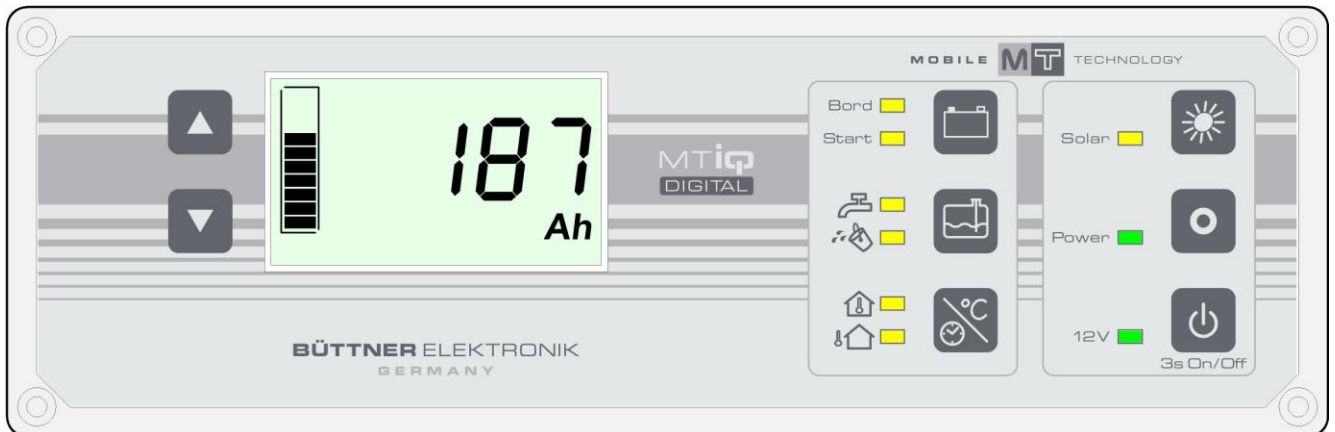 MOBILE MT TECHNOLOGY
187
Ah
MTiQ
DIGITAL
BÜTTNER ELEKTRONIK
GERMANY
Bord
Start
°C
Solar
Power
12V
3s On/Off